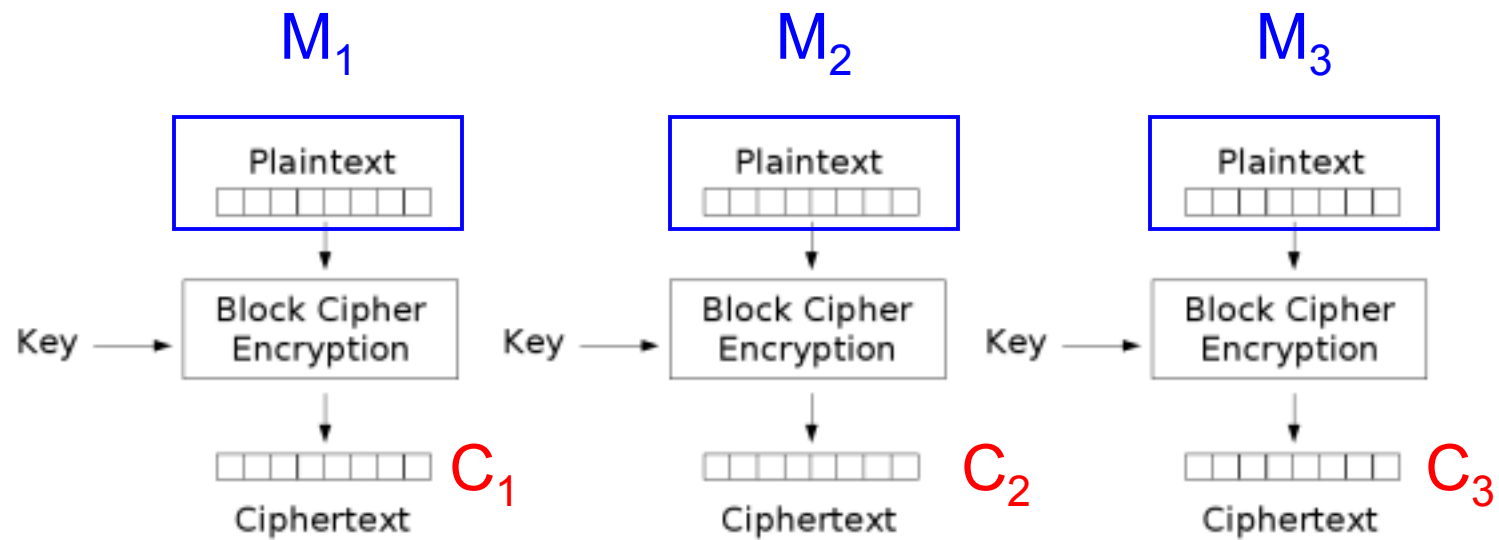 M1 M2 M3
Plaintext Plaintext Plaintext
Key Block Cipher Encryption Key Block Cipher Encryption Key Block Cipher Encryption
C1 C2 C3
Ciphertext Ciphertext Ciphertext